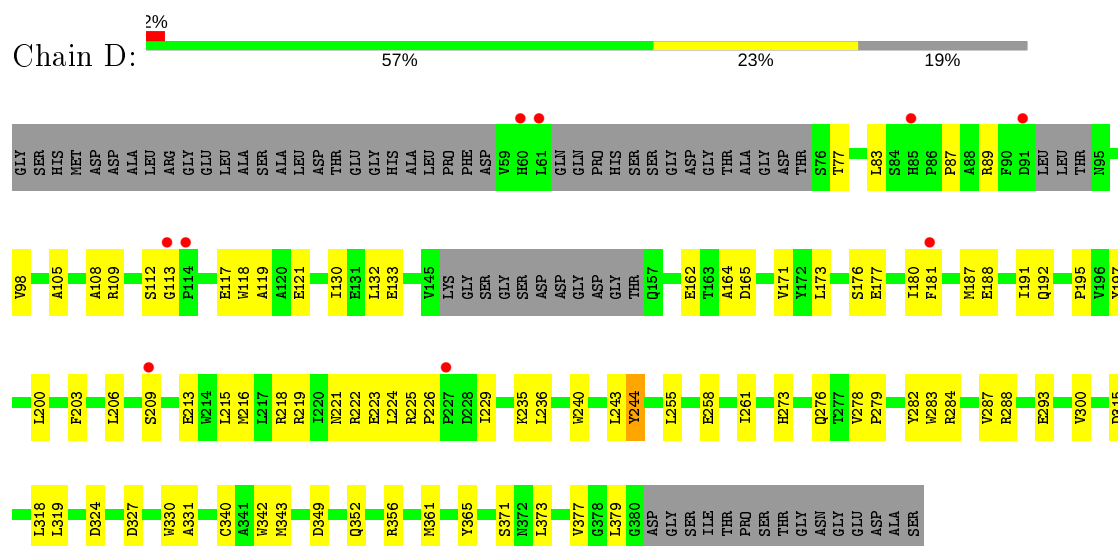 2%
Chain D:
57% 23% 19%
GLY SER HIS MET ASP ASP ALA LEU ARG GLY GLU LEU ALA SER ALA LEU ASP THR GLU GLY HIS ALA LEU PRO PHE ASP V59 H60 L61 GLN GLN PRO HIS SER SER GLY ASP GLY THR ALA GLY ASP THR S76 T77 L83 S84 H85 P86 P87 A88 R89 F90 D91 LEU LEU THR N95
V98 A105 A108 R109 S112 G113 P114 E117 W118 A119 A120 E121 I130 E131 L132 E133 V145 LYS GLY SER GLY SER ASP ASP GLY THR Q157 E162 T163 A164 D165 V171 Y172 L173 S176 E177 I180 F181 M187 E188 I191 Q192 P195 V196
L200 F203 L206 S209 E213 W214 L215 M216 L217 R218 R219 I220 N221 R222 E223 L224 R225 P226 P227 D228 I229 K235 L236 W240 L243 Y244 L255 E258 I261 H273 Q276 T277 V278 P279 Y282 W283 R284 V287 R288 E293 V300
L318 L319 D324 D327 W330 A331 C340 A341 W342 M343 D349 Q352 R356 M361 Y365 S371 N372 L373 V377 G378 L379 G380 ASP GLY SER ILE THR PRO SER THR GLY ASN GLY GLU ASP ALA SER